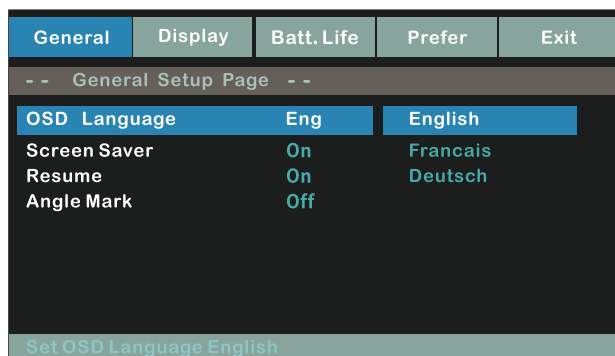 General Display Batt. Life Prefer Exit
-- General Setup Page --
OSD Language Eng English
Screen Saver On Francais
Resume On Deutsch
Angle Mark Off
Set OSD Language English